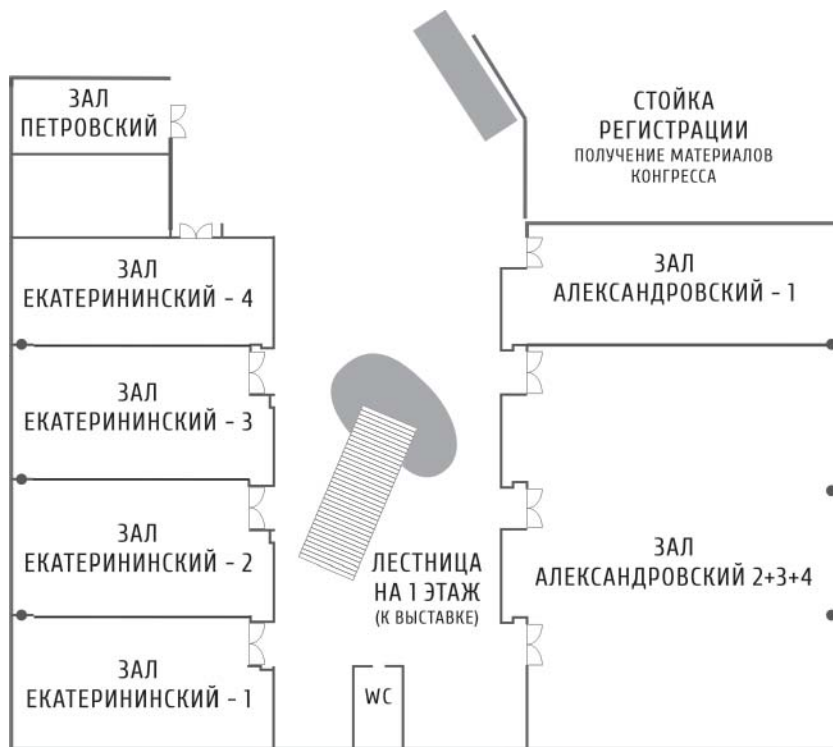 ЗАЛ
ПЕТРОВСКИЙ
СТОЙКА
РЕГИСТРАЦИИ
ПОЛУЧЕНИЕ МАТЕРИАЛОВ
КОНГРЕССА
ЗАЛ
ЕКАТЕРИНИНСКИЙ - 4
ЗАЛ
АЛЕКСАНДРОВСКИЙ - 1
ЗАЛ
ЕКАТЕРИНИНСКИЙ - 3
ЗАЛ
ЕКАТЕРИНИНСКИЙ - 2
ЛЕСТНИЦА
НА 1 ЭТАЖ
(К ВЫСТАВКЕ)
ЗАЛ
АЛЕКСАНДРОВСКИЙ 2+3+4
ЗАЛ
ЕКАТЕРИНИНСКИЙ - 1
WC